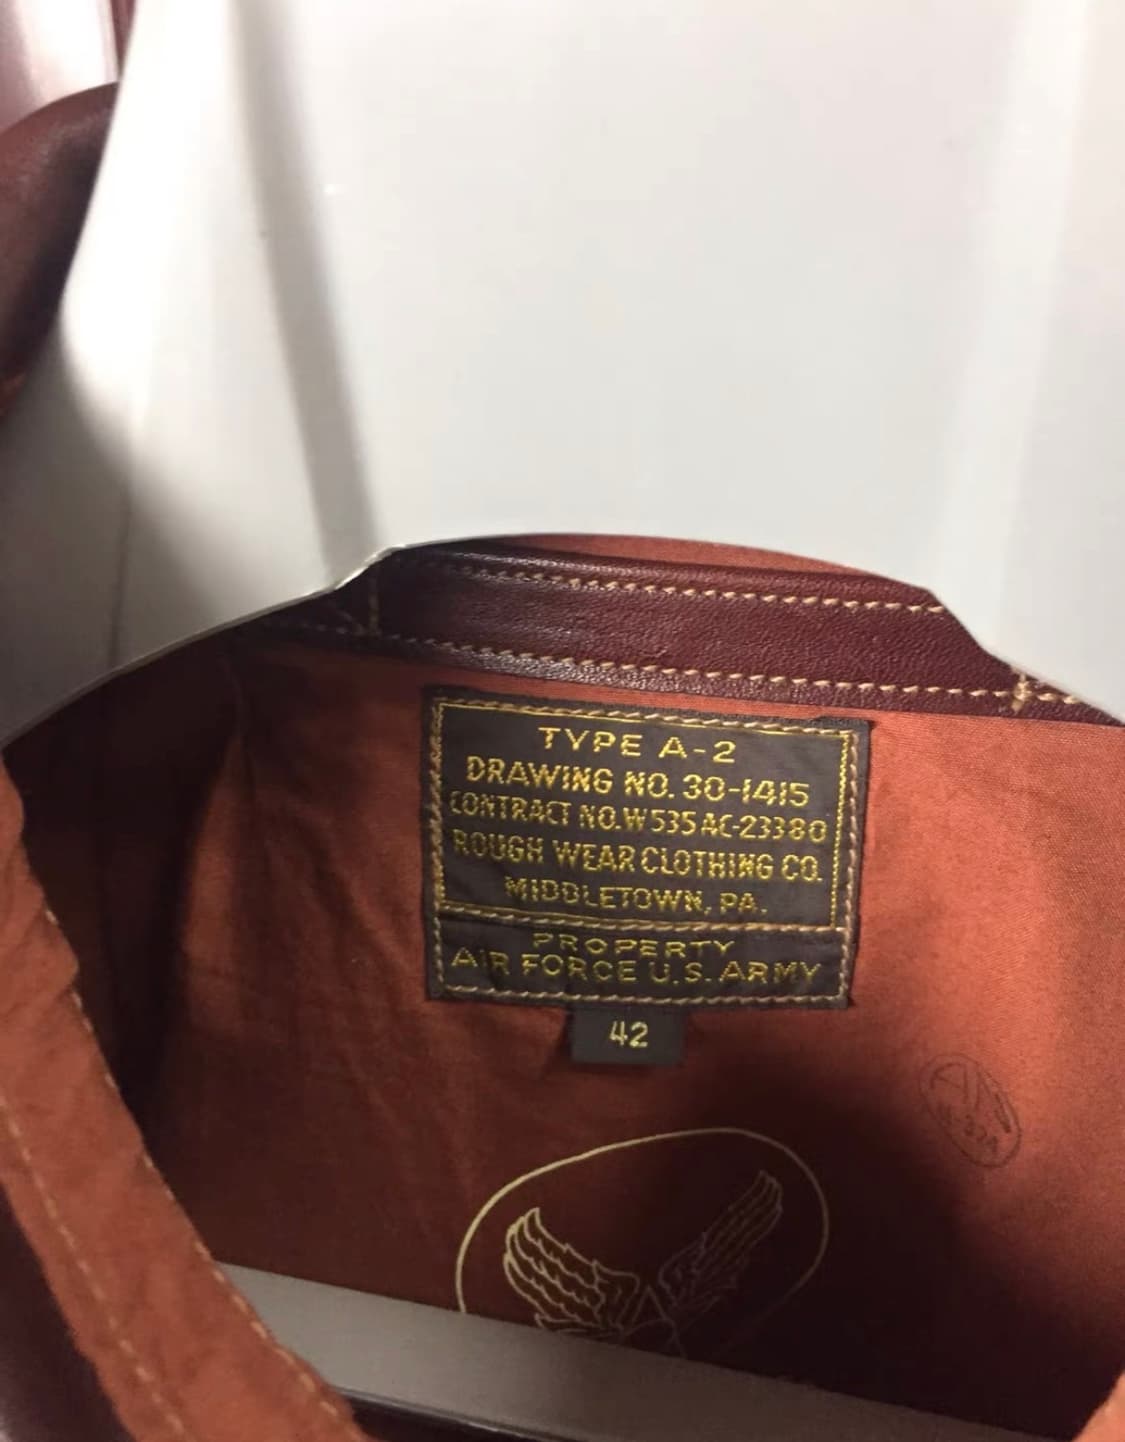 TYPE A-2
DRAWING NO. 30-1415
CONTRACT NO. W535 AC-23380
ROUGH WEAR CLOTHING CO.
MIDDLETOWN, PA.
PROPERTY
AIR FORCE U.S. ARMY
42